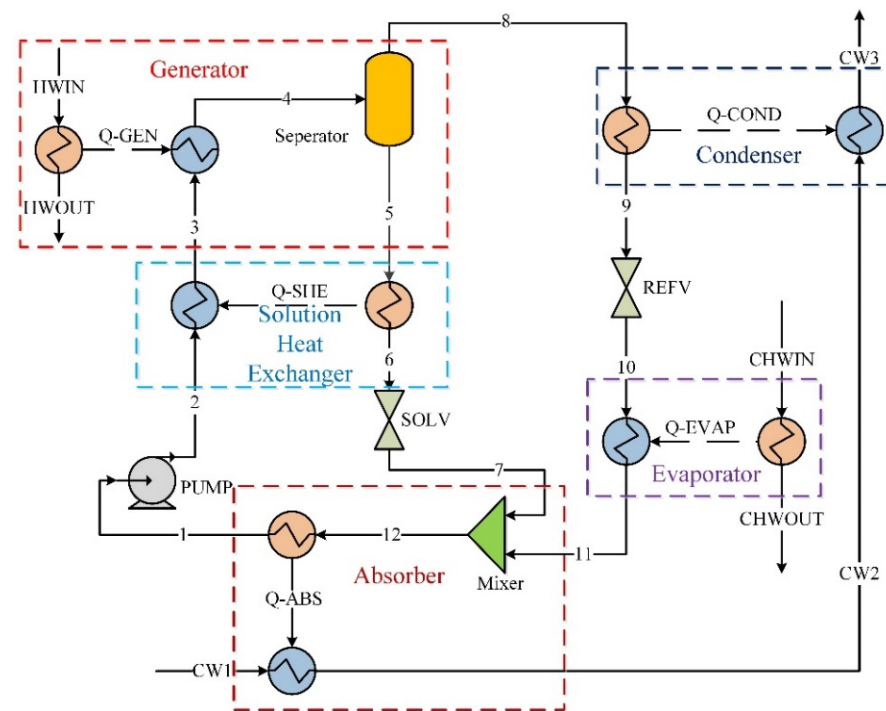 8
HWIN
Generator
4
Seperator
Q-GEN
HWOUT
3
5
CW3
Q-COND
Condenser
9
REFV
Q-SHE
Solution
Heat
Exchanger
6
10
CHWIN
2
SOLV
Q-EVAP
Evaporator
PUMP
7
CHWOUT
1
12
11
Absorber
Mixer
Q-ABS
CW2
CW1